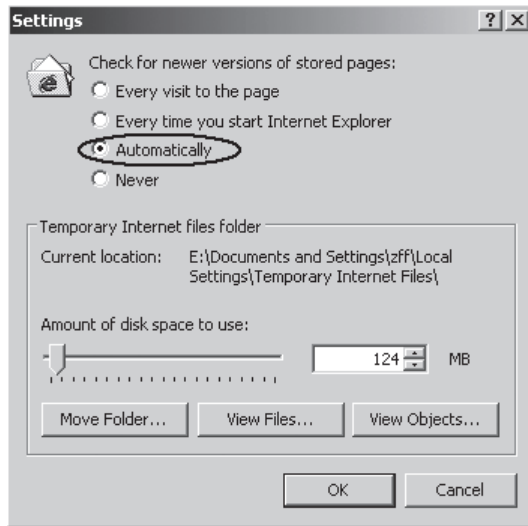 Settings
Check for newer versions of stored pages:
Every visit to the page
Every time you start Internet Explorer
Automatically
Never
Temporary Internet files folder
Current location:
E:\Documents and Settings\zff\Local
Settings\Temporary Internet Files\
Amount of disk space to use:
124 MB
Move Folder... View Files... View Objects...
OK Cancel